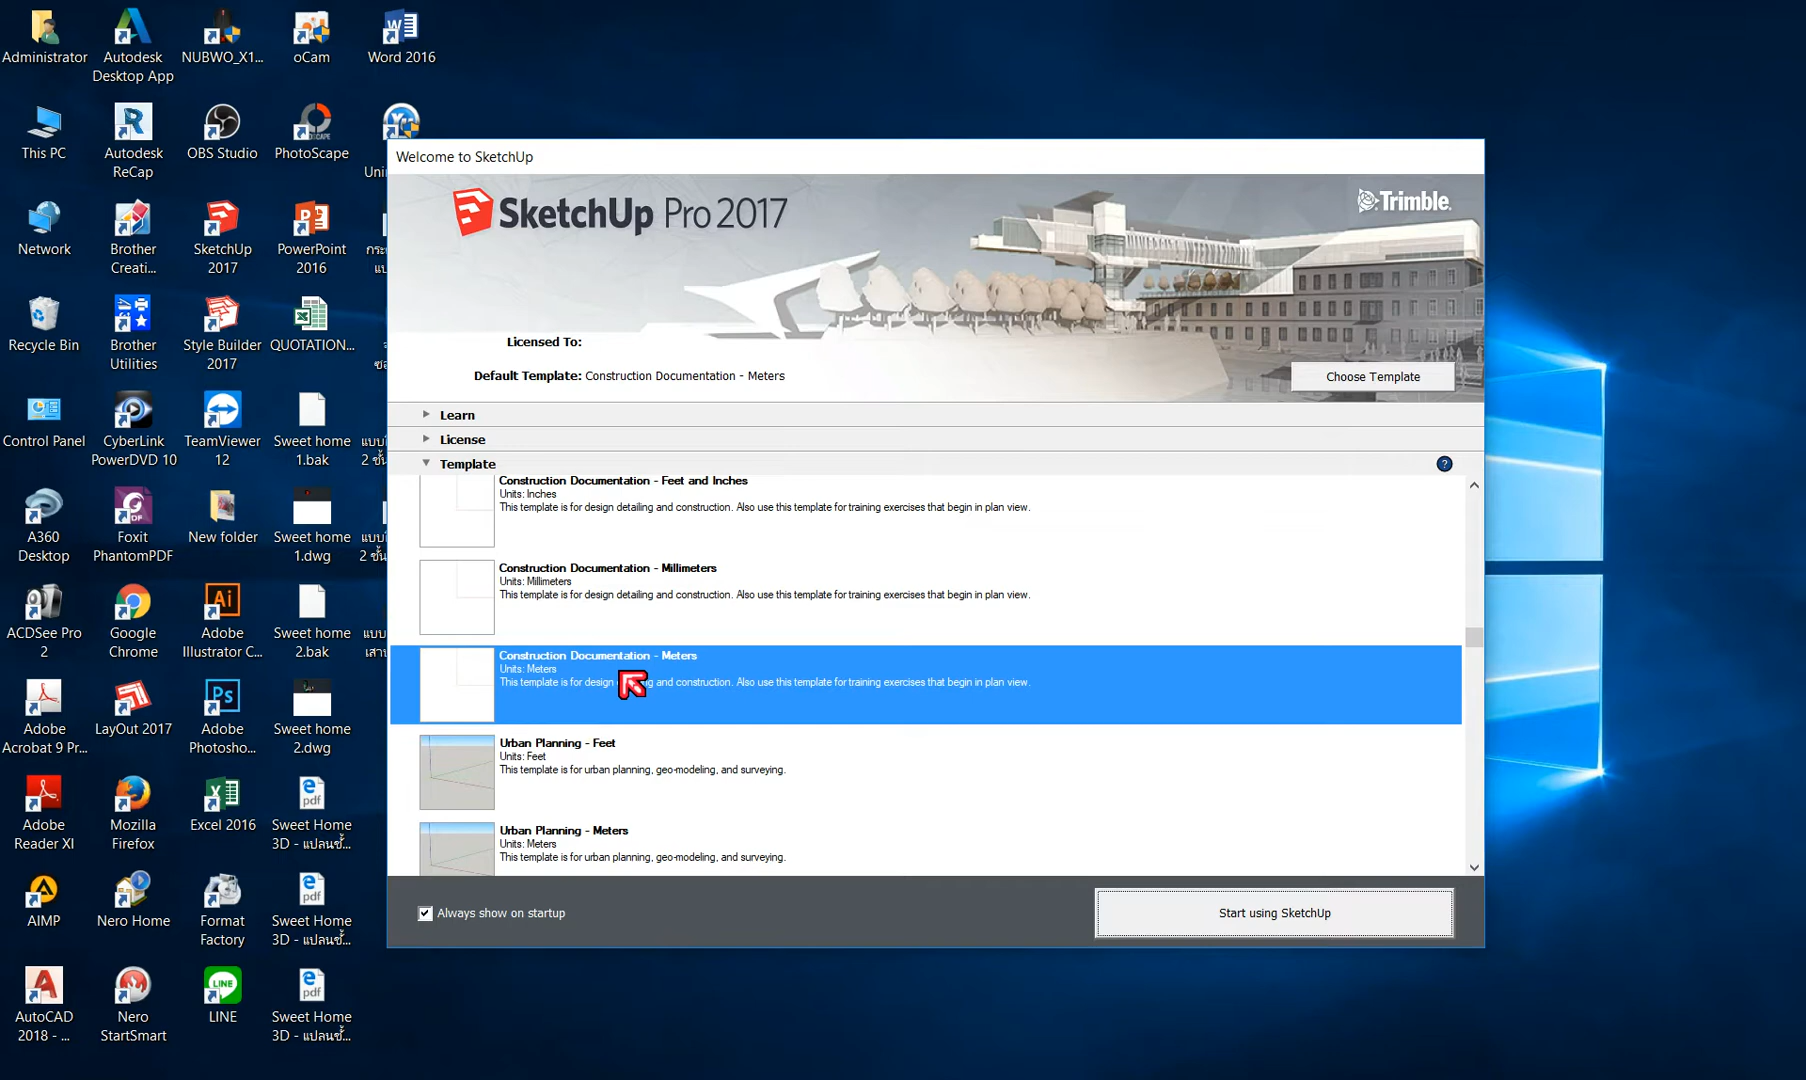 Administrator
Autodesk
Desktop App
NUBWO_X1...
oCam
Word 2016
This PC
Autodesk
ReCap
OBS Studio
PhotoScape
Unin
Network
Brother
Creati...
SketchUp
2017
PowerPoint
2016
Recycle Bin
Brother
Utilities
Style Builder
2017
QUOTATION...
Control Panel
CyberLink
PowerDVD 10
TeamViewer
12
Sweet home
1.bak
A360
Desktop
Foxit
PhantomPDF
New folder
Sweet home
1.dwg
ACDSee Pro
2
Google
Chrome
Adobe
Illustrator C...
Sweet home
2.bak
Adobe
Acrobat 9 Pr...
LayOut 2017
Adobe
Photosho...
Sweet home
2.dwg
Adobe
Reader XI
Mozilla
Firefox
Excel 2016
Sweet Home
3D - แปลนชั้...
AIMP
Nero Home
Format
Factory
Sweet Home
3D - แปลนชั้...
AutoCAD
2018 - ...
Nero
StartSmart
LINE
Sweet Home
3D - แปลนชั้...
Welcome to SketchUp
SketchUp Pro 2017
Trimble.
Licensed To:
Default Template: Construction Documentation - Meters
Choose Template
Learn
License
Template
?
Construction Documentation - Feet and Inches
Units: Inches
This template is for design detailing and construction. Also use this template for training exercises that begin in plan view.
Construction Documentation - Millimeters
Units: Millimeters
This template is for design detailing and construction. Also use this template for training exercises that begin in plan view.
Construction Documentation - Meters
Units: Meters
This template is for design and construction. Also use this template for training exercises that begin in plan view.
Urban Planning - Feet
Units: Feet
This template is for urban planning, geo-modeling, and surveying.
Urban Planning - Meters
Units: Meters
This template is for urban planning, geo-modeling, and surveying.
Always show on startup
Start using SketchUp